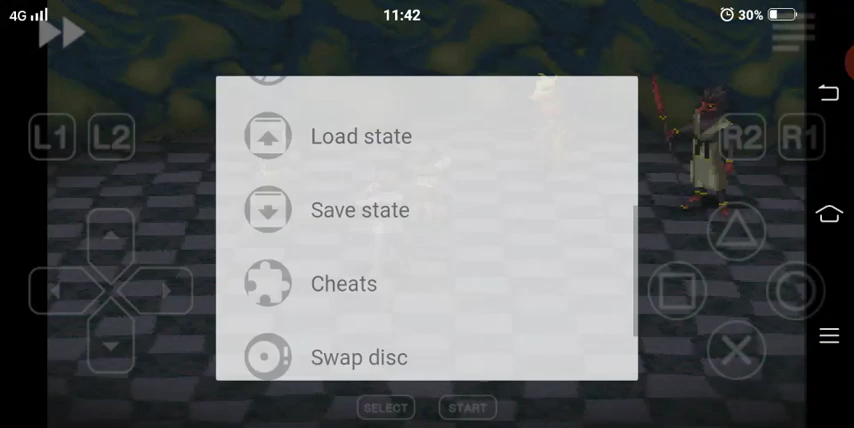 4G 11:42 30%
L1 L2 R2 R1
Load state
Save state
Cheats
Swap disc
SELECT START